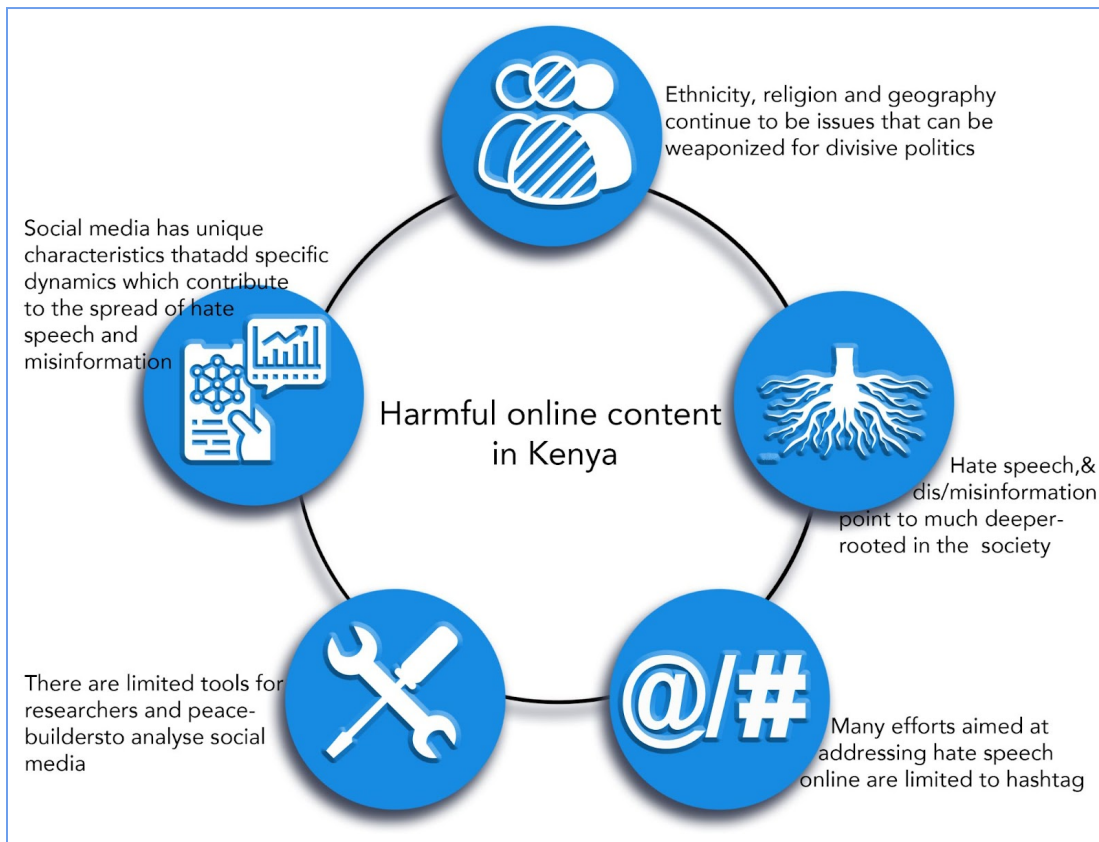 Ethnicity, religion and geography
continue to be issues that can be
weaponized for divisive politics
Social media has unique
characteristics thatadd specific
dynamics which contribute
to the spread of hate
speech and
misinformation
Harmful online content
in Kenya
Hate speech,&
dis/misinformation
point to much deeper-
rooted in the society
@/#
Many efforts aimed at
addressing hate speech
online are limited to hashtag
There are limited tools for
researchers and peace-
buildersto analyse social
media